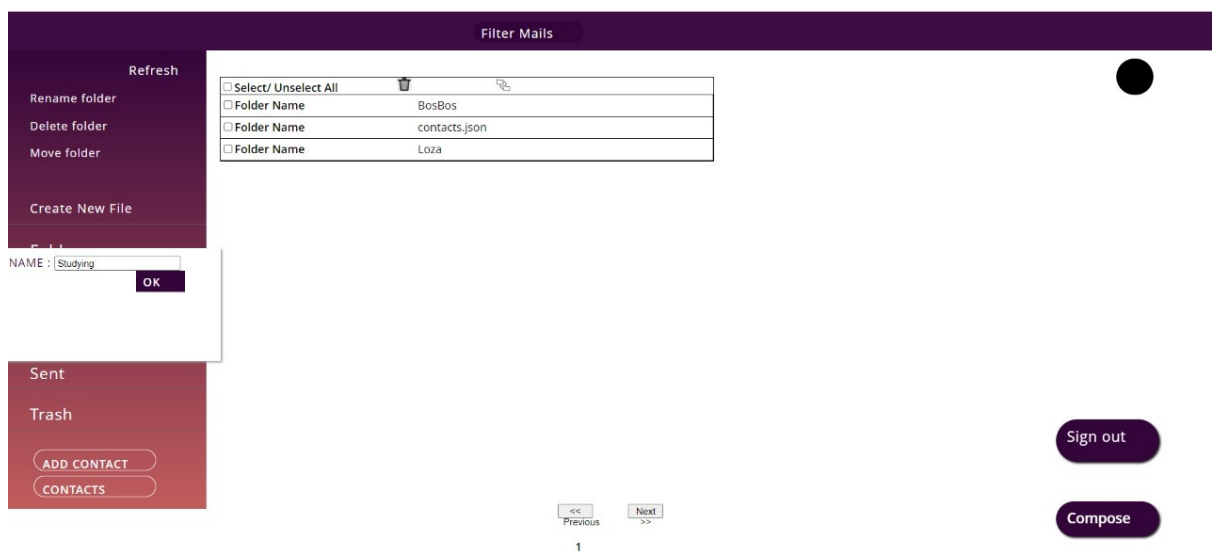 Filter Mails
Refresh
Rename folder
Delete folder
Move folder
Create New File
NAME : Studying
OK
Sent
Trash
ADD CONTACT
CONTACTS
Select/ Unselect All
Folder Name BosBos
Folder Name contacts.json
Folder Name Loza
Sign out
Compose
<< Previous
Next >>
1